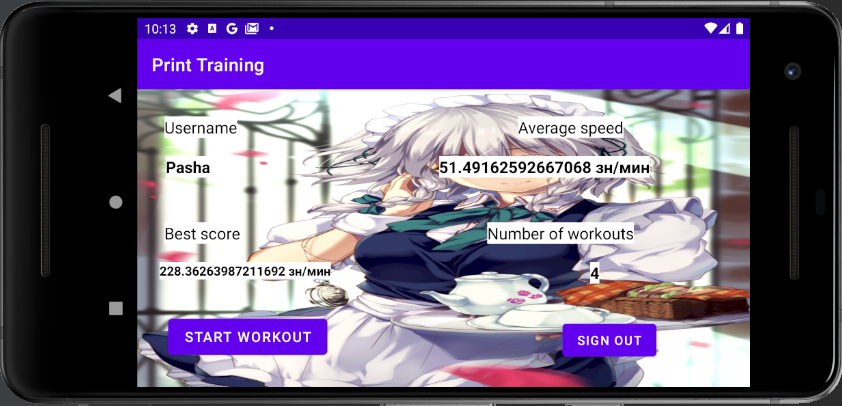 10:13
Print Training
Username
Average speed
Pasha
51.49162592667068 зн/мин
Best score
Number of workouts
228.36263987211692 зн/мин
4
START WORKOUT
SIGN OUT